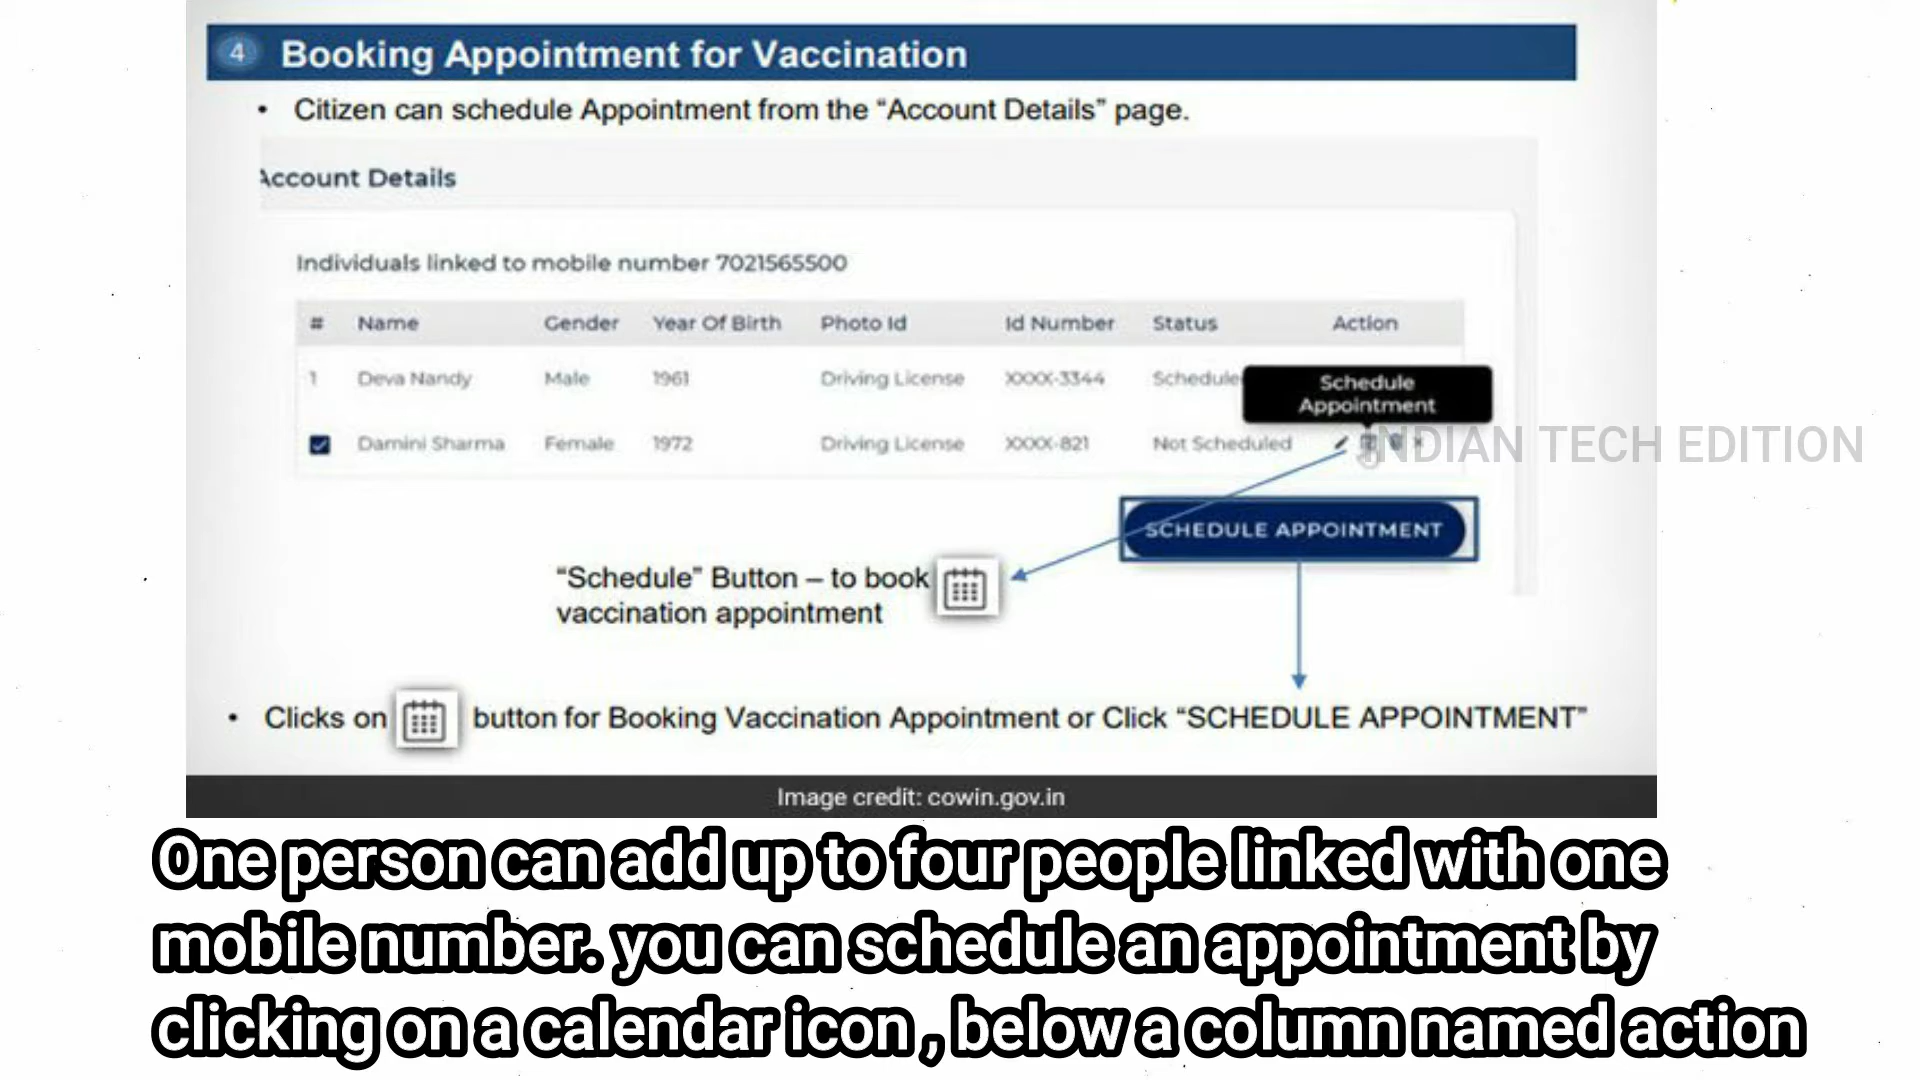 4 Booking Appointment for Vaccination
• Citizen can schedule Appointment from the “Account Details” page.
Account Details
Individuals linked to mobile number 7021565500
# Name Gender Year Of Birth Photo Id Id Number Status Action
1 Deva Nandy Male 1961 Driving License XXXX-3344 Schedule
Schedule
Appointment
Damini Sharma Female 1972 Driving License XXXX-821 Not Scheduled
INDIAN TECH EDITION
SCHEDULE APPOINTMENT
“Schedule” Button – to book
vaccination appointment
• Clicks on button for Booking Vaccination Appointment or Click “SCHEDULE APPOINTMENT”
Image credit: cowin.gov.in
One person can add up to four people linked with one
mobile number. you can schedule an appointment by
clicking on a calendar icon , below a column named action